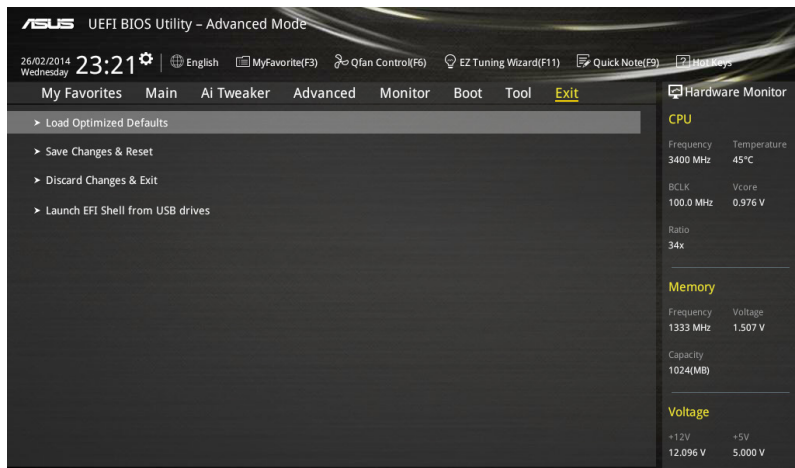 ASUS UEFI BIOS Utility – Advanced Mode
26/02/2014
Wednesday
23:21
English
MyFavorite(F3)
Qfan Control(F6)
EZ Tuning Wizard(F11)
Quick Note(F9)
? Hot Keys
My Favorites
Main
Ai Tweaker
Advanced
Monitor
Boot
Tool
Exit
> Load Optimized Defaults
> Save Changes & Reset
> Discard Changes & Exit
> Launch EFI Shell from USB drives
Hardware Monitor
CPU
Frequency Temperature
3400 MHz 45°C
BCLK Vcore
100.0 MHz 0.976 V
Ratio
34x
Memory
Frequency Voltage
1333 MHz 1.507 V
Capacity
1024(MB)
Voltage
+12V +5V
12.096 V 5.000 V